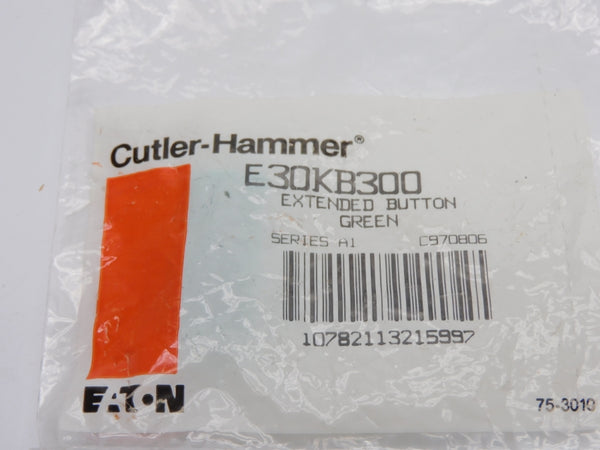 Cutler-Hammer®
E30KB300
EXTENDED BUTTON
GREEN
SERIES A1 C970806
10782113215997
EATON
75-3010